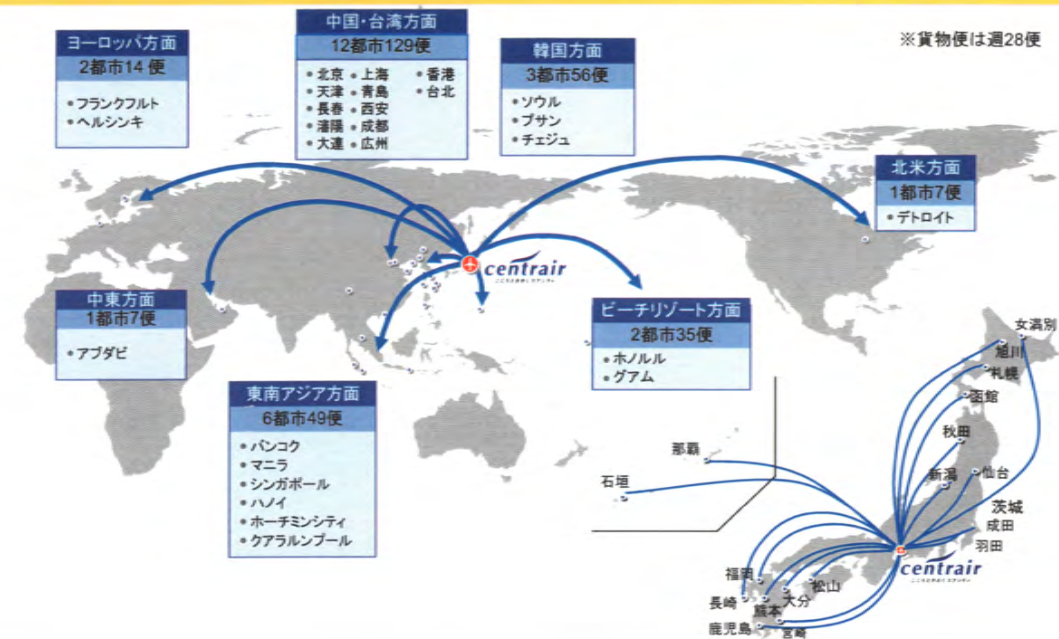 ※貨物便は週28便
ヨーロッパ方面
2都市14 便
•フランクフルト
•ヘルシンキ
中国・台湾方面
12都市129便
•北京 •上海 •香港
•天津 •青島 •台北
•長春 •西安
•瀋陽 •成都
•大連 •広州
韓国方面
3都市56便
•ソウル
•プサン
•チェジュ
北米方面
1都市7便
•デトロイト
centrair
中東方面
1都市7便
•アブダビ
ビーチリゾート方面
2都市35便
•ホノルル
•グアム
東南アジア方面
6都市49便
•バンコク
•マニラ
•シンガポール
•ハノイ
•ホーチミンシティ
•クアラルンプール
女満別
旭川
札幌
函館
秋田
那覇
新潟
仙台
石垣
茨城
成田
羽田
centrair
福岡
松山
長崎
熊本
大分
鹿児島
宮崎